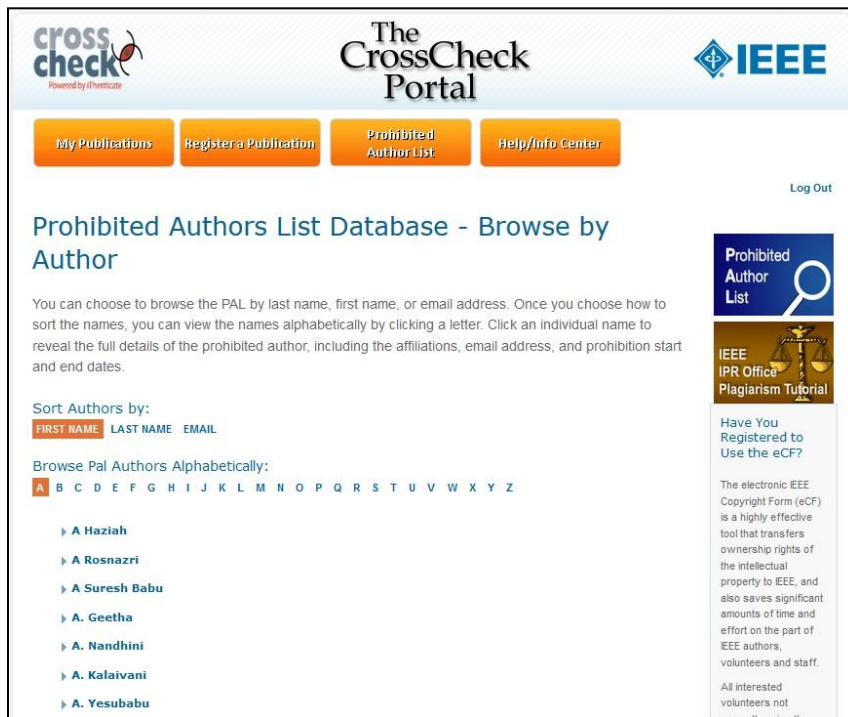 cross
check
Powered by iThenticate
The
CrossCheck
Portal
IEEE
My Publications
Register a Publication
Prohibited
Author List
Help/Info Center
Log Out
Prohibited Authors List Database - Browse by
Author
You can choose to browse the PAL by last name, first name, or email address. Once you choose how to
sort the names, you can view the names alphabetically by clicking a letter. Click an individual name to
reveal the full details of the prohibited author, including the affiliations, email address, and prohibition start
and end dates.
Sort Authors by:
FIRST NAME LAST NAME EMAIL
Browse Pal Authors Alphabetically:
A B C D E F G H I J K L M N O P Q R S T U V W X Y Z
A Haziah
A Rosnazri
A Suresh Babu
A. Geetha
A. Nandhini
A. Kalaivani
A. Yesubabu
Prohibited
Author
List
IEEE
IPR Office
Plagiarism Tutorial
Have You
Registered to
Use the eCF?
The electronic IEEE
Copyright Form (eCF)
is a highly effective
tool that transfers
ownership rights of
the intellectual
property to IEEE, and
also saves significant
amounts of time and
effort on the part of
IEEE authors,
volunteers and staff.
All interested
volunteers not